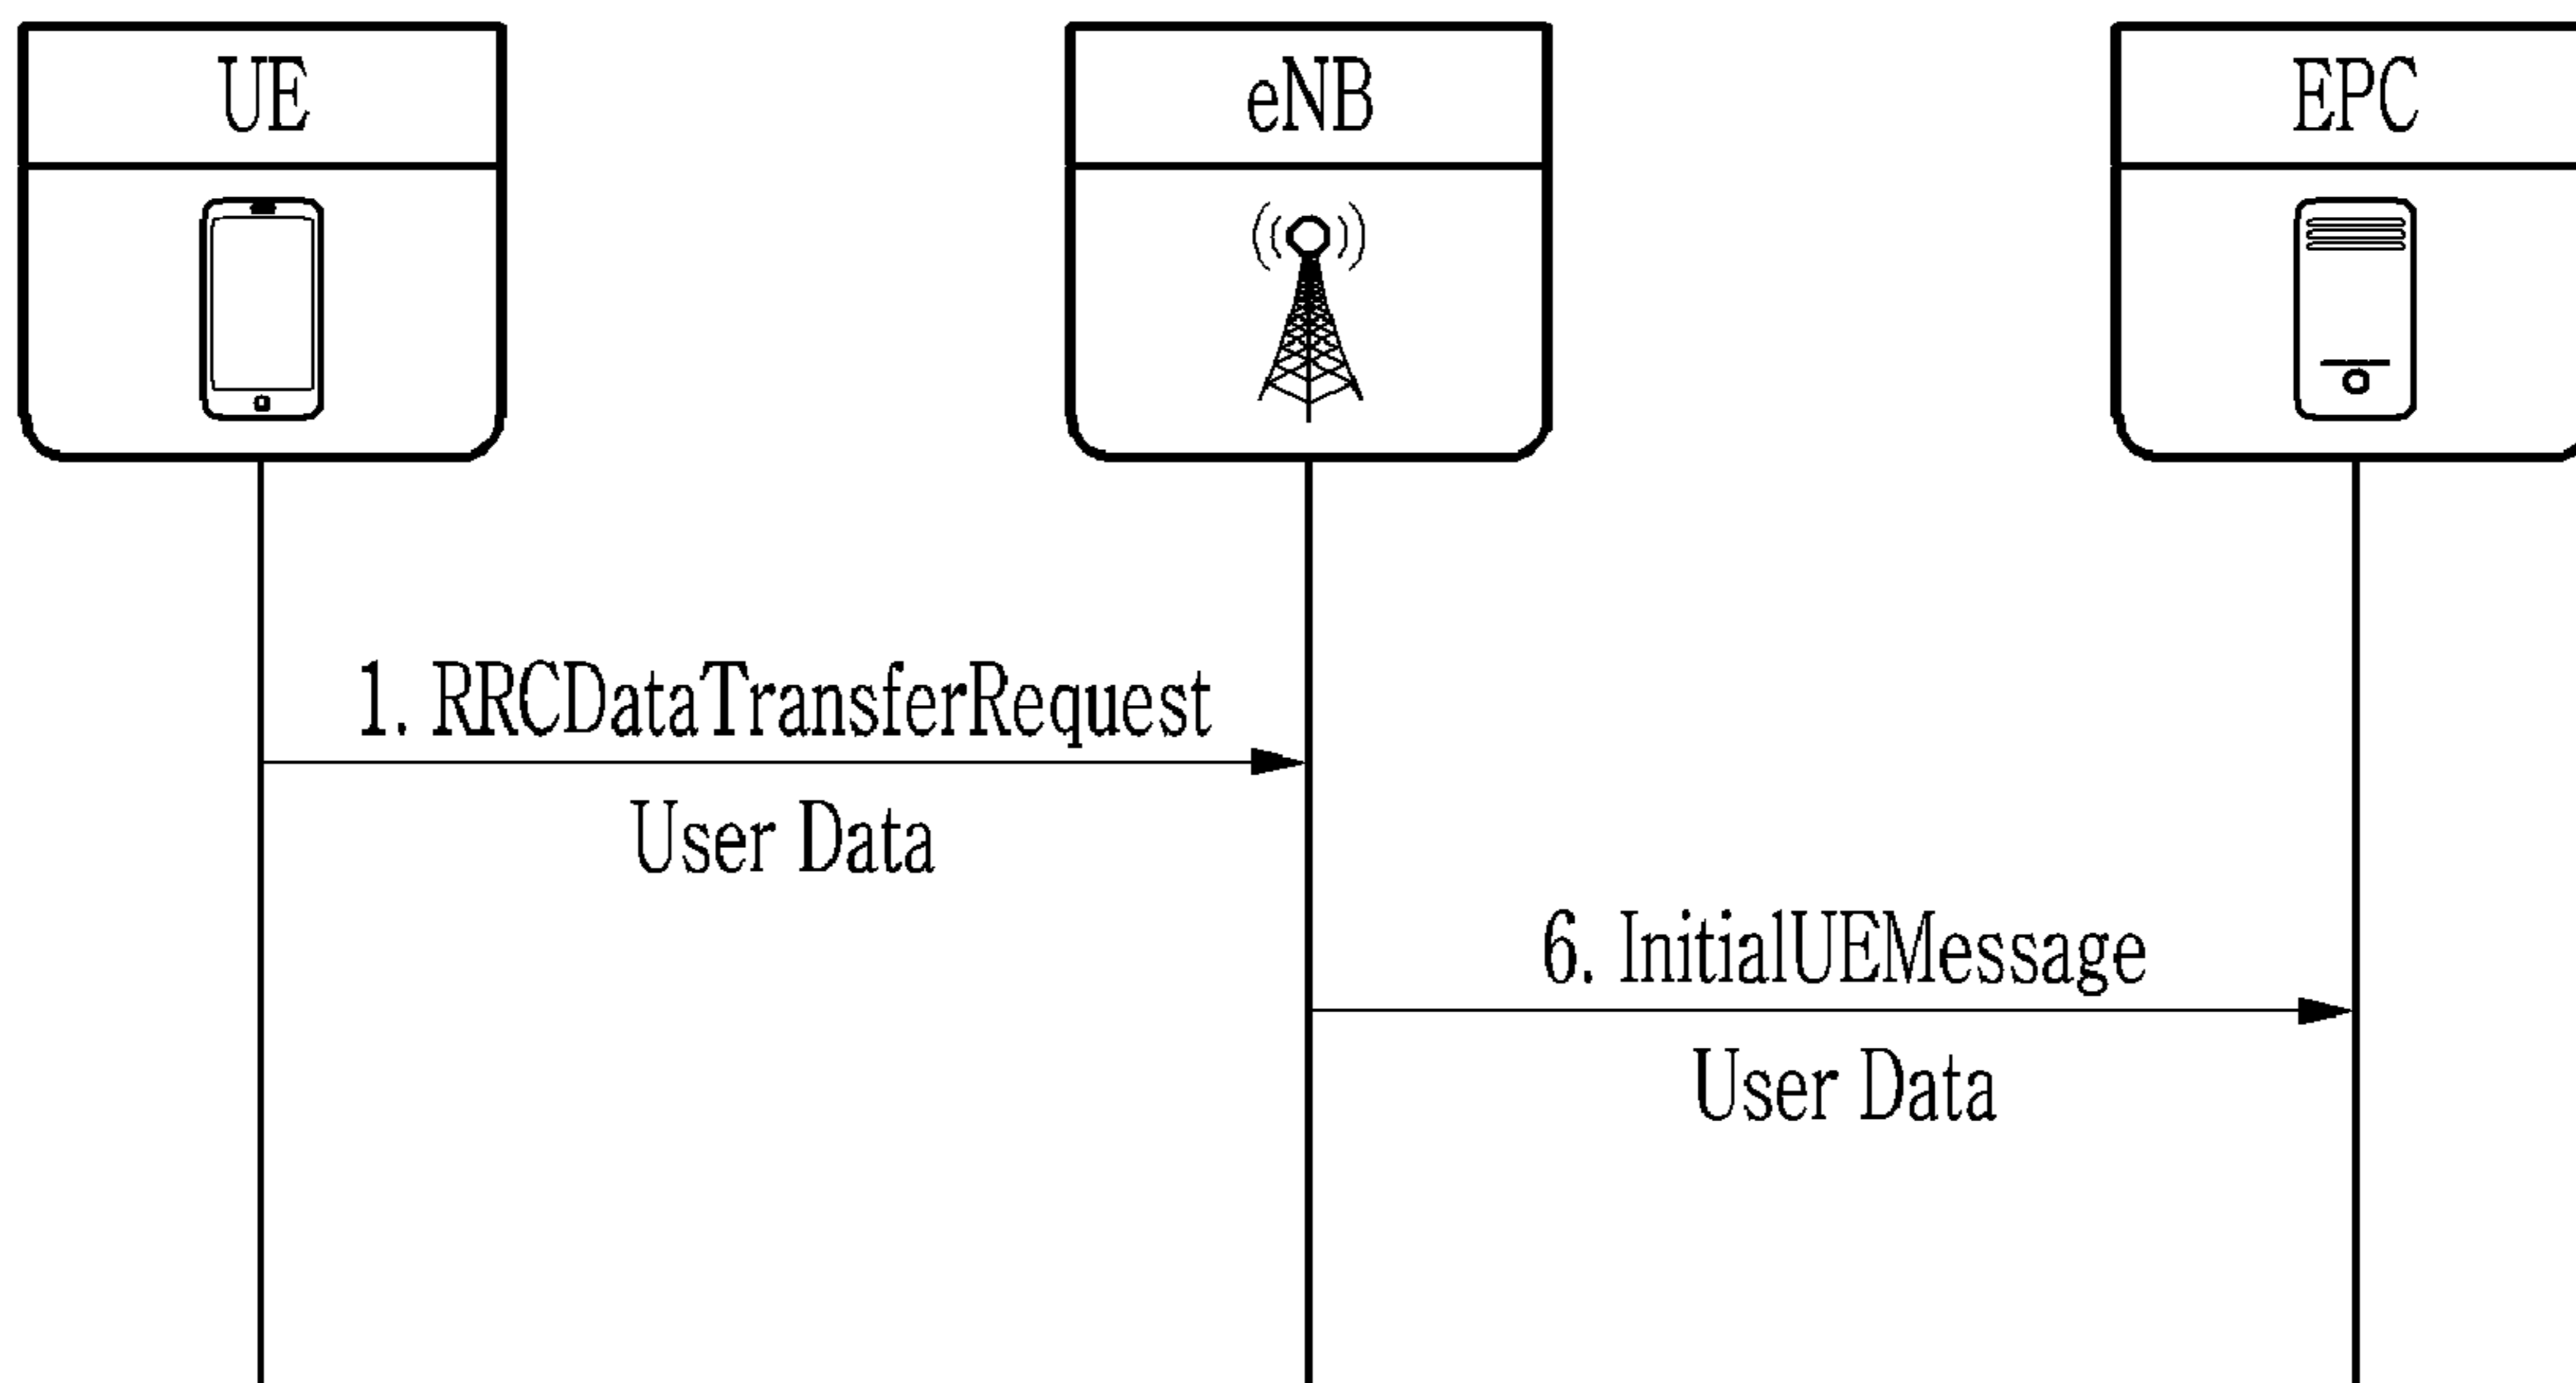 UE
eNB
EPC
1. RRCDataTransferRequest
User Data
6. InitialUEMessage
User Data